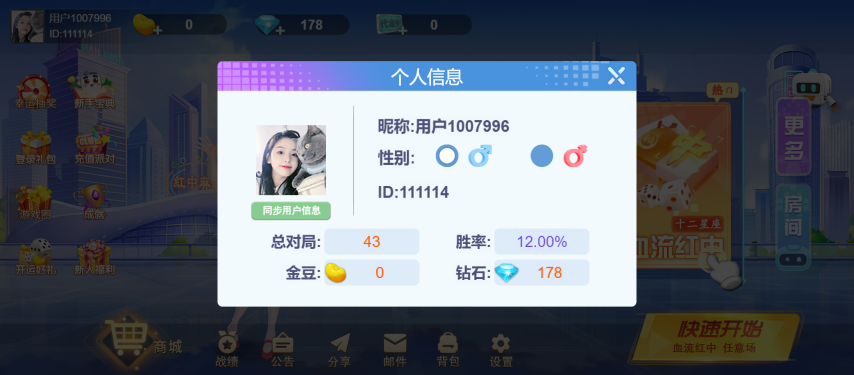 用户1007996
ID:111114
0
178
0
个人信息
昵称:用户1007996
性别:
ID:111114
同步用户信息
总对局: 43
胜率: 12.00%
金豆: 0
钻石: 178
幸运抽奖
新手宝典
登录礼包
充值派对
游戏圈
成就
开运好礼
新人福利
红中麻
热门
更多
房间
十二星座
血流红中
商城
战绩
公告
分享
邮件
背包
设置
快速开始
血流红中 任意场